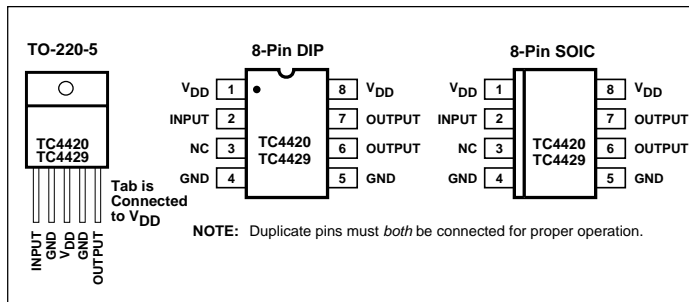 TO-220-5
TC4420
TC4429
Tab is
Connected
to VDD
INPUT
GND
VDD
GND
OUTPUT
8-Pin DIP
VDD 1 8 VDD
INPUT 2 7 OUTPUT
NC 3 6 OUTPUT
GND 4 5 GND
TC4420
TC4429
8-Pin SOIC
VDD 1 8 VDD
INPUT 2 7 OUTPUT
NC 3 6 OUTPUT
GND 4 5 GND
TC4420
TC4429
NOTE: Duplicate pins must both be connected for proper operation.